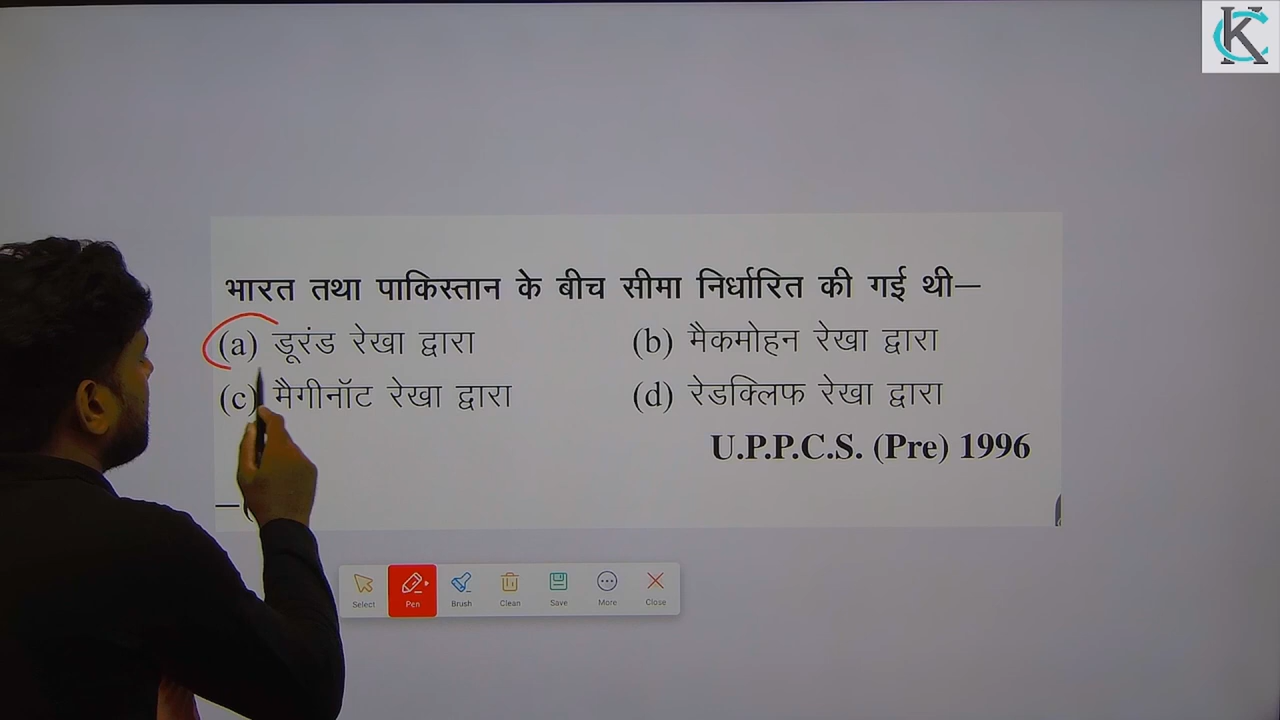 भारत तथा पाकिस्तान के बीच सीमा निर्धारित की गई थी—
(a) डूरंड रेखा द्वारा (b) मैकमोहन रेखा द्वारा
(c) मैगीनॉट रेखा द्वारा (d) रेडक्लिफ रेखा द्वारा
U.P.P.C.S. (Pre) 1996
Select Pen Brush Clean Save More Close